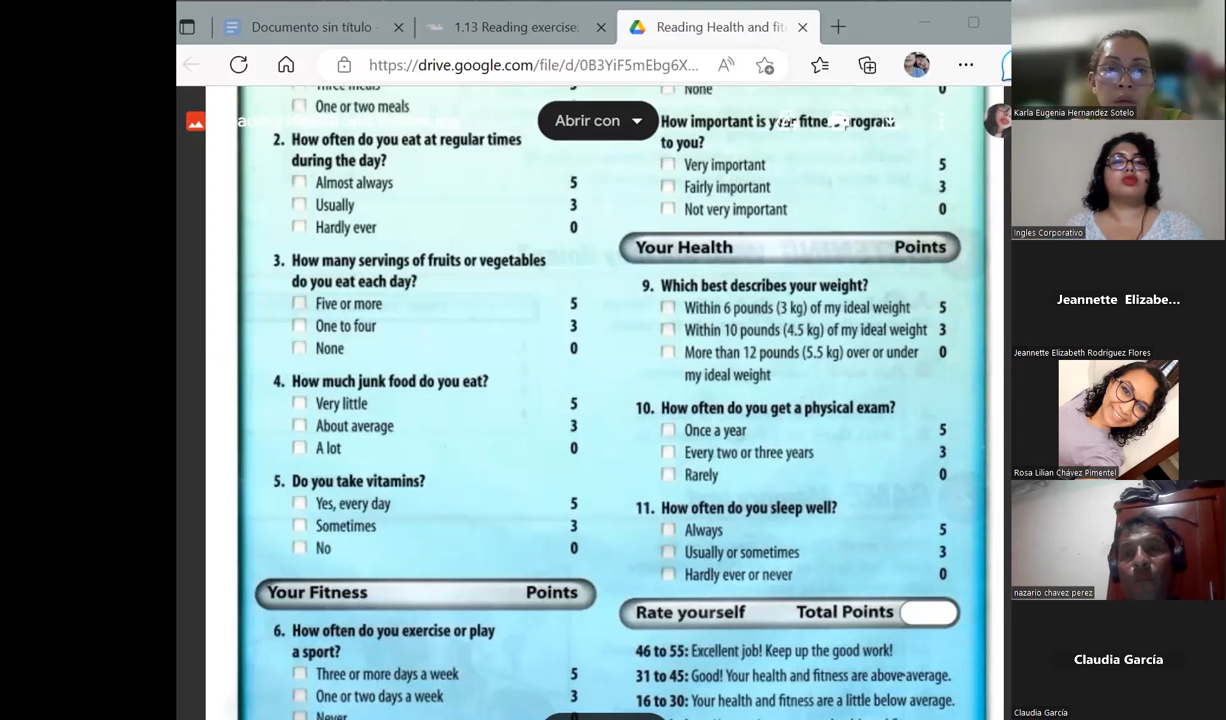 Documento sin título
1.13 Reading exercise:
Reading Health and fit
https://drive.google.com/file/d/0B3YiF5mEbg6X...
Abrir con
Three meals
One or two meals
2. How often do you eat at regular times
during the day?
Almost always 5
Usually 3
Hardly ever 0
3. How many servings of fruits or vegetables
do you eat each day?
Five or more 5
One to four 3
None 0
4. How much junk food do you eat?
Very little 5
About average 3
A lot 0
5. Do you take vitamins?
Yes, every day 5
Sometimes 3
No 0
Your Fitness Points
6. How often do you exercise or play
a sport?
Three or more days a week 5
One or two days a week 3
Never
None 0
How important is your fitness program
to you?
Very important 5
Fairly important 3
Not very important 0
Your Health Points
9. Which best describes your weight?
Within 6 pounds (3 kg) of my ideal weight 5
Within 10 pounds (4.5 kg) of my ideal weight 3
More than 12 pounds (5.5 kg) over or under 0
my ideal weight
10. How often do you get a physical exam?
Once a year 5
Every two or three years 3
Rarely 0
11. How often do you sleep well?
Always 5
Usually or sometimes 3
Hardly ever or never 0
Rate yourself Total Points
46 to 55: Excellent job! Keep up the good work!
31 to 45: Good! Your health and fitness are above average.
16 to 30: Your health and fitness are a little below average.
Karla Eugenia Hernandez Sotelo
Ingles Corporativo
Jeannette Elizabe...
Jeannette Elizabeth Rodriguez Flores
Rosa Lilian Chávez Pimentel
nazario chavez perez
Claudia García
Claudia García